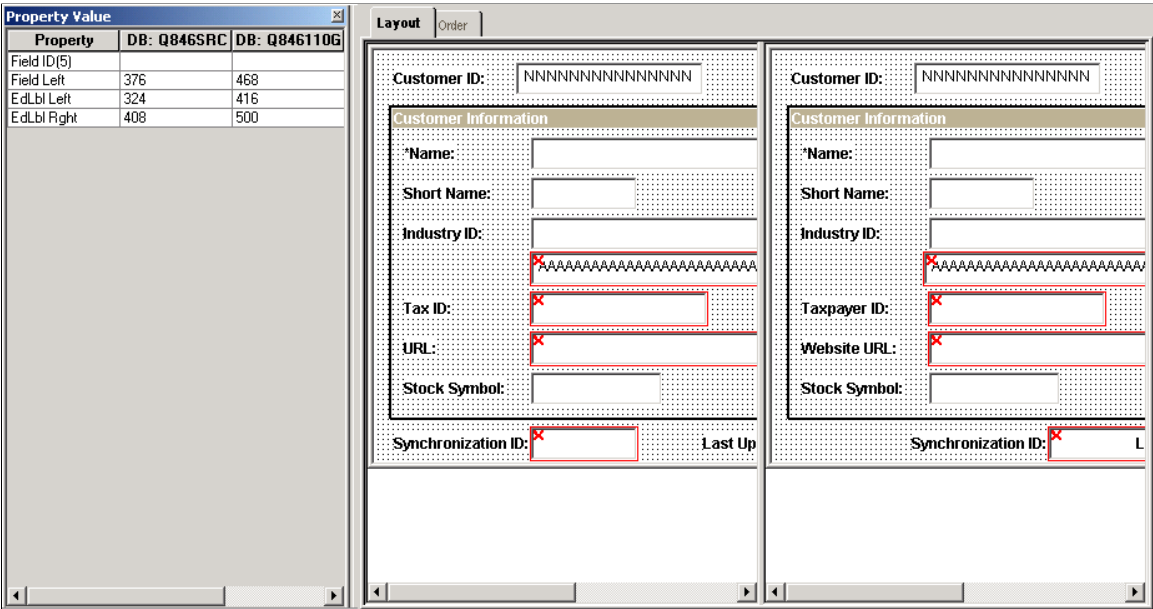 Property Value
Property DB: Q846SRC DB: Q846110G
Field ID(5)
Field Left 376 468
EdLbl Left 324 416
EdLbl Rght 408 500
Layout Order
Customer ID: NNNNNNNNNNNNNNN
Customer Information
*Name:
Short Name:
Industry ID:
Tax ID:
URL:
Stock Symbol:
Synchronization ID: Last Up
Customer ID: NNNNNNNNNNNNNNN
Customer Information
*Name:
Short Name:
Industry ID:
Taxpayer ID:
Website URL:
Stock Symbol:
Synchronization ID: L